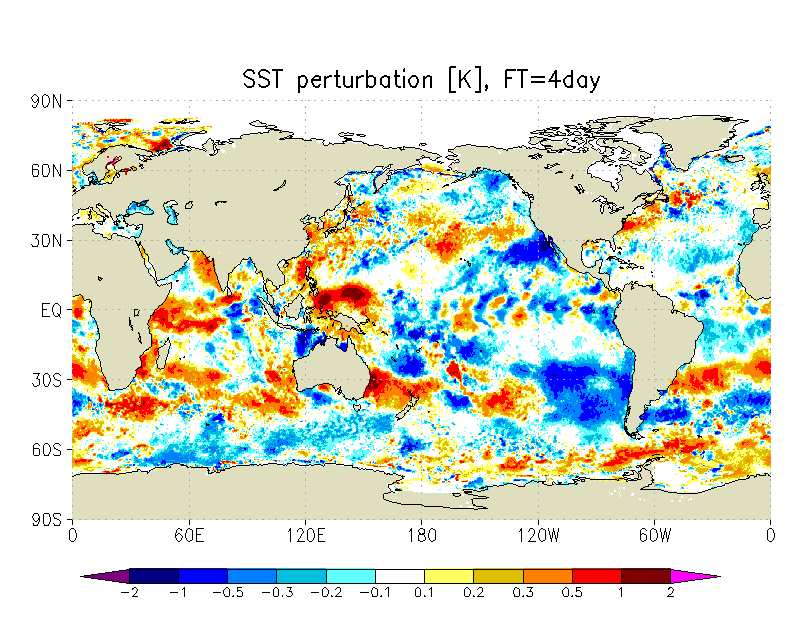 SST perturbation [K], FT=4day
90N
60N
30N
EQ
30S
60S
90S
0 60E 120E 180 120W 60W 0
-2 -1 -0.5 -0.3 -0.2 -0.1 0.1 0.2 0.3 0.5 1 2